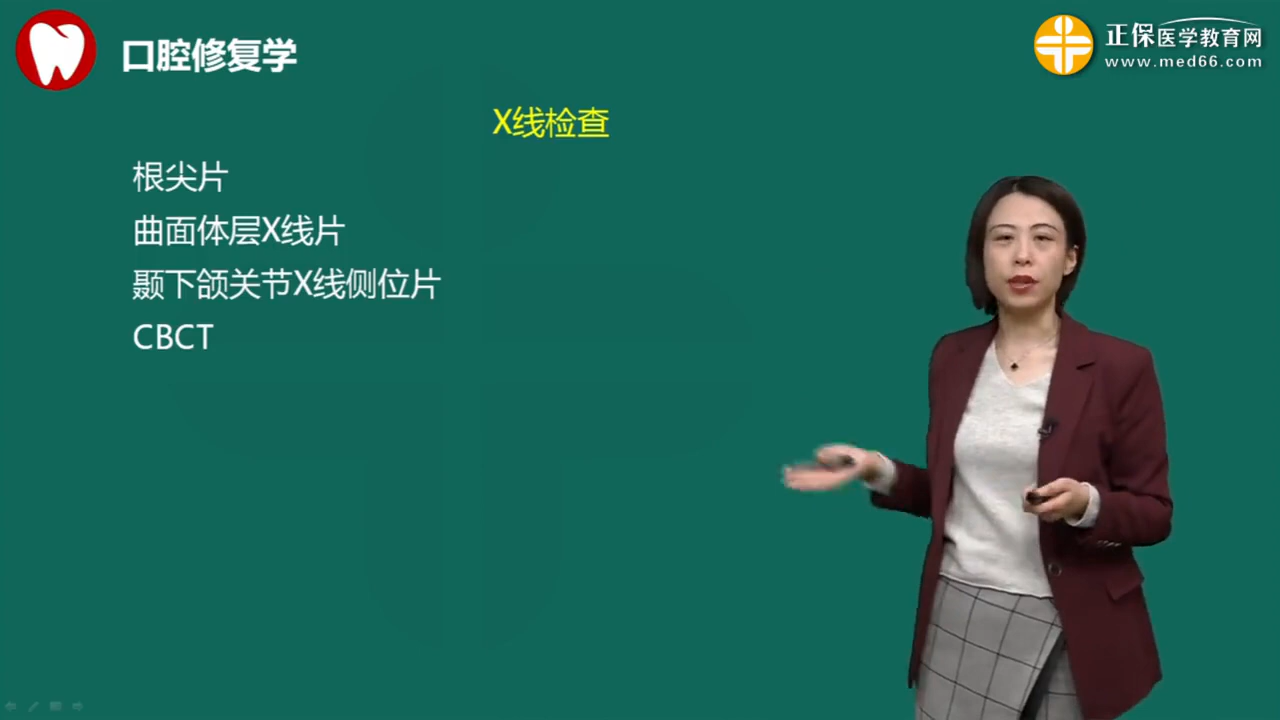 口腔修复学
正保医学教育网
www.med66.com
X线检查
根尖片
曲面体层X线片
颞下颌关节X线侧位片
CBCT